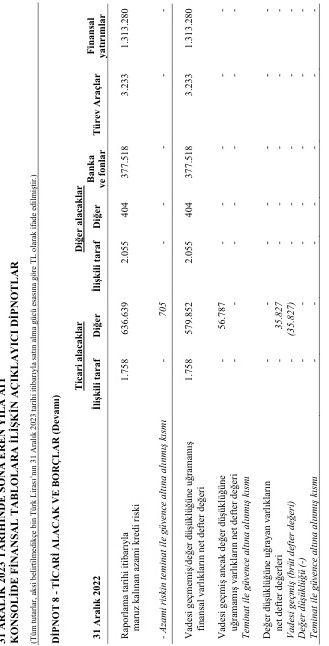 31 ARALIK 2023 TARİHİNDE SONA EREN YILA AİT
KONSOLİDE FİNANSAL TABLOLARA İLİŞKİN AÇIKLAYICI DİPNOTLAR
(Tüm tutarlar, aksi belirtilmedikçe bin Türk Lirası'nın 31 Aralık 2023 tarihi itibarıyla satın alma gücü esasına göre TL olarak ifade edilmiştir.)
DİPNOT 8 - TİCARİ ALACAK VE BORÇLAR (Devamı)
Ticari alacaklar Diğer alacaklar
31 Aralık 2022 İlişkili taraf Diğer İlişkili taraf Diğer Banka ve fonlar Türev Araçlar Finansal yatırımlar
Raporlama tarihi itibarıyla
maruz kalınan azami kredi riski 1.758 636.639 2.055 404 377.518 3.233 1.313.280
- Azami riskin teminat ile güvence altına alınmış kısmı - 705 - - - - -
Vadesi geçmemiş/değer düşüklüğüne uğramamış
finansal varlıkların net defter değeri 1.758 579.852 2.055 404 377.518 3.233 1.313.280
Vadesi geçmiş ancak değer düşüklüğüne - 56.787 - - - - -
uğramamış varlıkların net defter değeri - - - - - - -
Teminat ile güvence altına alınmış kısmı
Değer düşüklüğüne uğrayan varlıkların - - - - - - -
net defter değerleri - 35.827 - - - - -
Vadesi geçmiş (brüt defter değeri) - (35.827) - - - - -
Değer düşüklüğü (-) - - - - - - -
Teminat ile güvence altına alınmış kısmı - - - - - - -